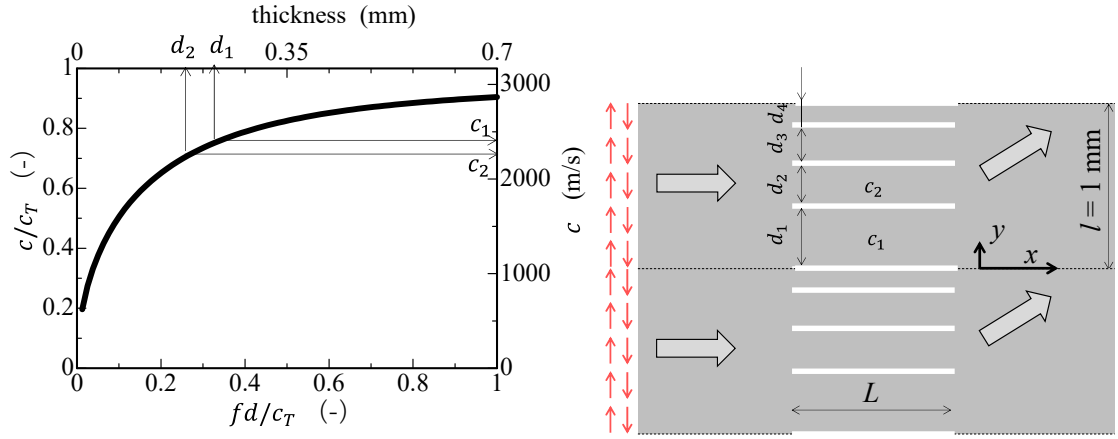 thickness (mm)
0 0.35 0.7
d₂ d₁
1
0.8
0.6
0.4
0.2
0
c/c_T (-)
3000
2000
1000
0
c (m/s)
c₁
c₂
0 0.2 0.4 0.6 0.8 1
fd/c_T (-)
d₄
d₃
d₂
d₁
c₂
c₁
l = 1 mm
y
x
L